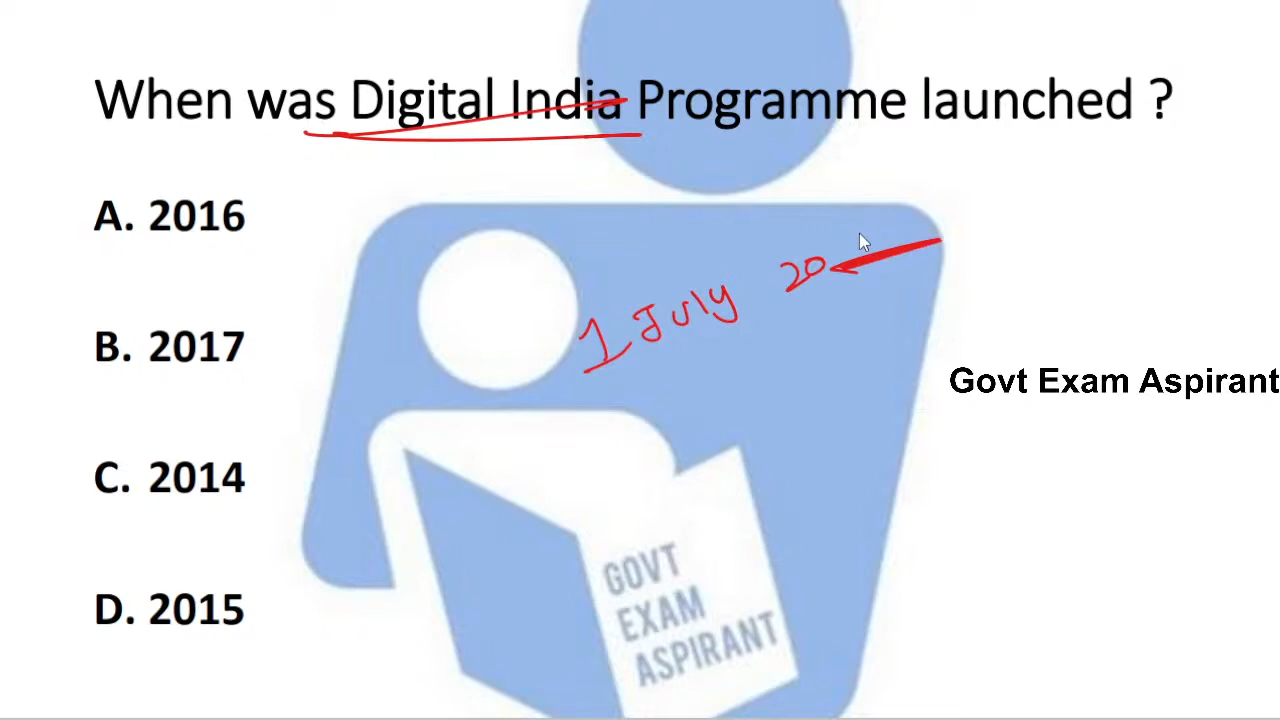 When was Digital India Programme launched ?
A. 2016
1 July 20
B. 2017
Govt Exam Aspirant
C. 2014
D. 2015
GOVT
EXAM
ASPIRANT